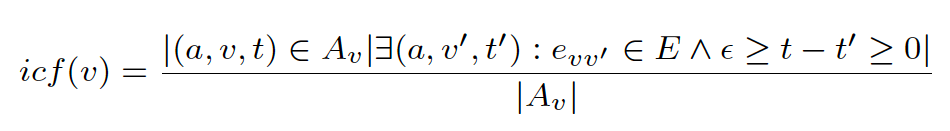 icf(v) = |(a, v, t) ∈ A_v|∃(a, v′, t′) : e_{vv′} ∈ E ∧ ϵ ≥ t − t′ ≥ 0| / |A_v|